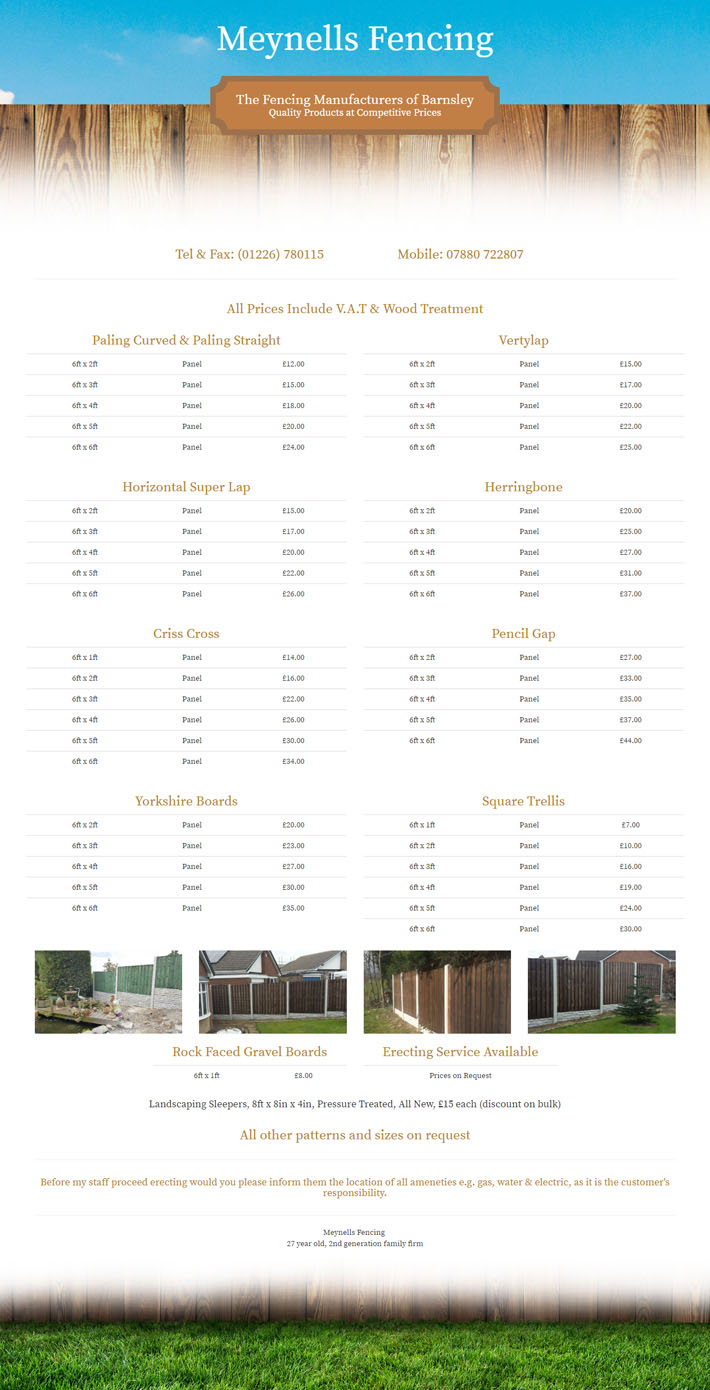 Meynells Fencing
The Fencing Manufacturers of Barnsley
Quality Products at Competitive Prices
Tel & Fax: (01226) 780115 Mobile: 07880 722807
All Prices Include V.A.T & Wood Treatment
Paling Curved & Paling Straight
6ft x 2ft Panel £12.00
6ft x 3ft Panel £15.00
6ft x 4ft Panel £18.00
6ft x 5ft Panel £20.00
6ft x 6ft Panel £24.00
Vertylap
6ft x 2ft Panel £15.00
6ft x 3ft Panel £17.00
6ft x 4ft Panel £20.00
6ft x 5ft Panel £22.00
6ft x 6ft Panel £25.00
Horizontal Super Lap
6ft x 2ft Panel £15.00
6ft x 3ft Panel £17.00
6ft x 4ft Panel £20.00
6ft x 5ft Panel £22.00
6ft x 6ft Panel £26.00
Herringbone
6ft x 2ft Panel £20.00
6ft x 3ft Panel £25.00
6ft x 4ft Panel £27.00
6ft x 5ft Panel £31.00
6ft x 6ft Panel £37.00
Criss Cross
6ft x 1ft Panel £14.00
6ft x 2ft Panel £16.00
6ft x 3ft Panel £22.00
6ft x 4ft Panel £26.00
6ft x 5ft Panel £30.00
6ft x 6ft Panel £34.00
Pencil Gap
6ft x 2ft Panel £27.00
6ft x 3ft Panel £33.00
6ft x 4ft Panel £35.00
6ft x 5ft Panel £37.00
6ft x 6ft Panel £44.00
Yorkshire Boards
6ft x 2ft Panel £20.00
6ft x 3ft Panel £23.00
6ft x 4ft Panel £27.00
6ft x 5ft Panel £30.00
6ft x 6ft Panel £35.00
Square Trellis
6ft x 1ft Panel £7.00
6ft x 2ft Panel £10.00
6ft x 3ft Panel £16.00
6ft x 4ft Panel £19.00
6ft x 5ft Panel £24.00
6ft x 6ft Panel £30.00
Rock Faced Gravel Boards
6ft x 1ft £8.00
Erecting Service Available
Prices on Request
Landscaping Sleepers, 8ft x 8in x 4in, Pressure Treated, All New, £15 each (discount on bulk)
All other patterns and sizes on request
Before my staff proceed erecting would you please inform them the location of all ameneties e.g. gas, water & electric, as it is the customer's
responsibility.
Meynells Fencing
27 year old, 2nd generation family firm